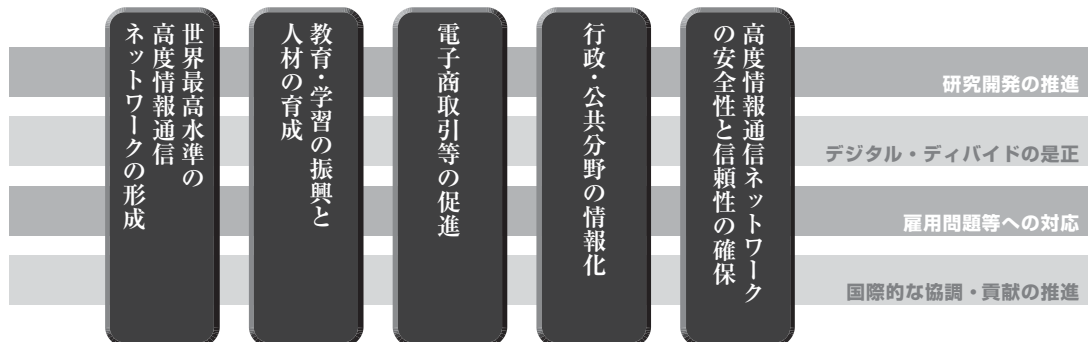 世界最高水準の
高度情報通信
ネットワークの形成
教育・学習の振興と
人材の育成
電子商取引等の促進
行政・公共分野の情報化
高度情報通信ネットワーク
の安全性と信頼性の確保
研究開発の推進
デジタル・ディバイドの是正
雇用問題等への対応
国際的な協調・貢献の推進